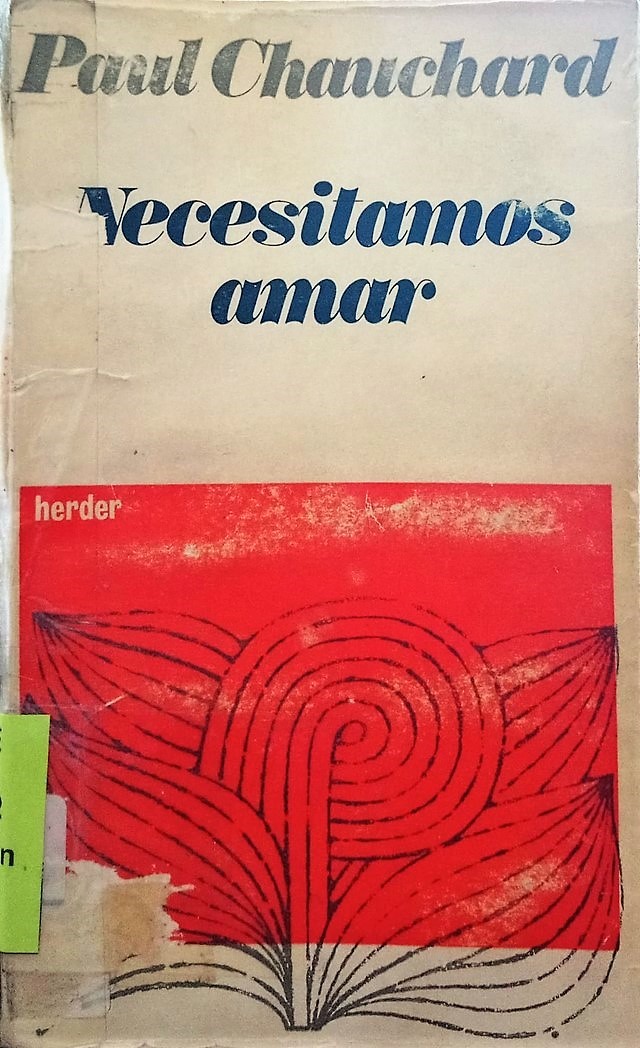 Paul Chauchard
Necesitamos
amar
herder
n